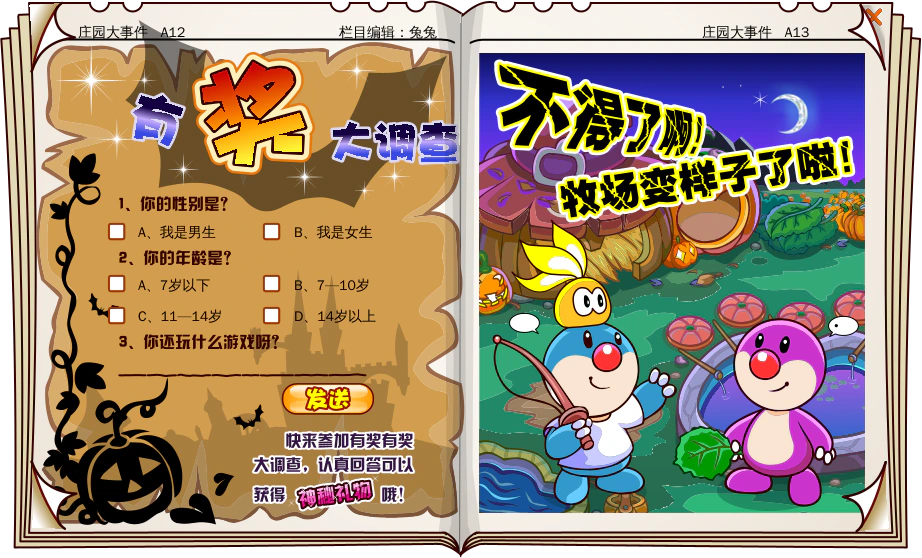 庄园大事件 A12
栏目编辑：兔兔
有奖大调查
1、你的性别是？
A、我是男生 B、我是女生
2、你的年龄是？
A、7岁以下 B、7—10岁
C、11—14岁 D、14岁以上
3、你还玩什么游戏呀？
发送
快来参加有奖有奖
大调查，认真回答可以
获得 神秘礼物 哦！
庄园大事件 A13
不得了啊！
牧场变样子了啦！